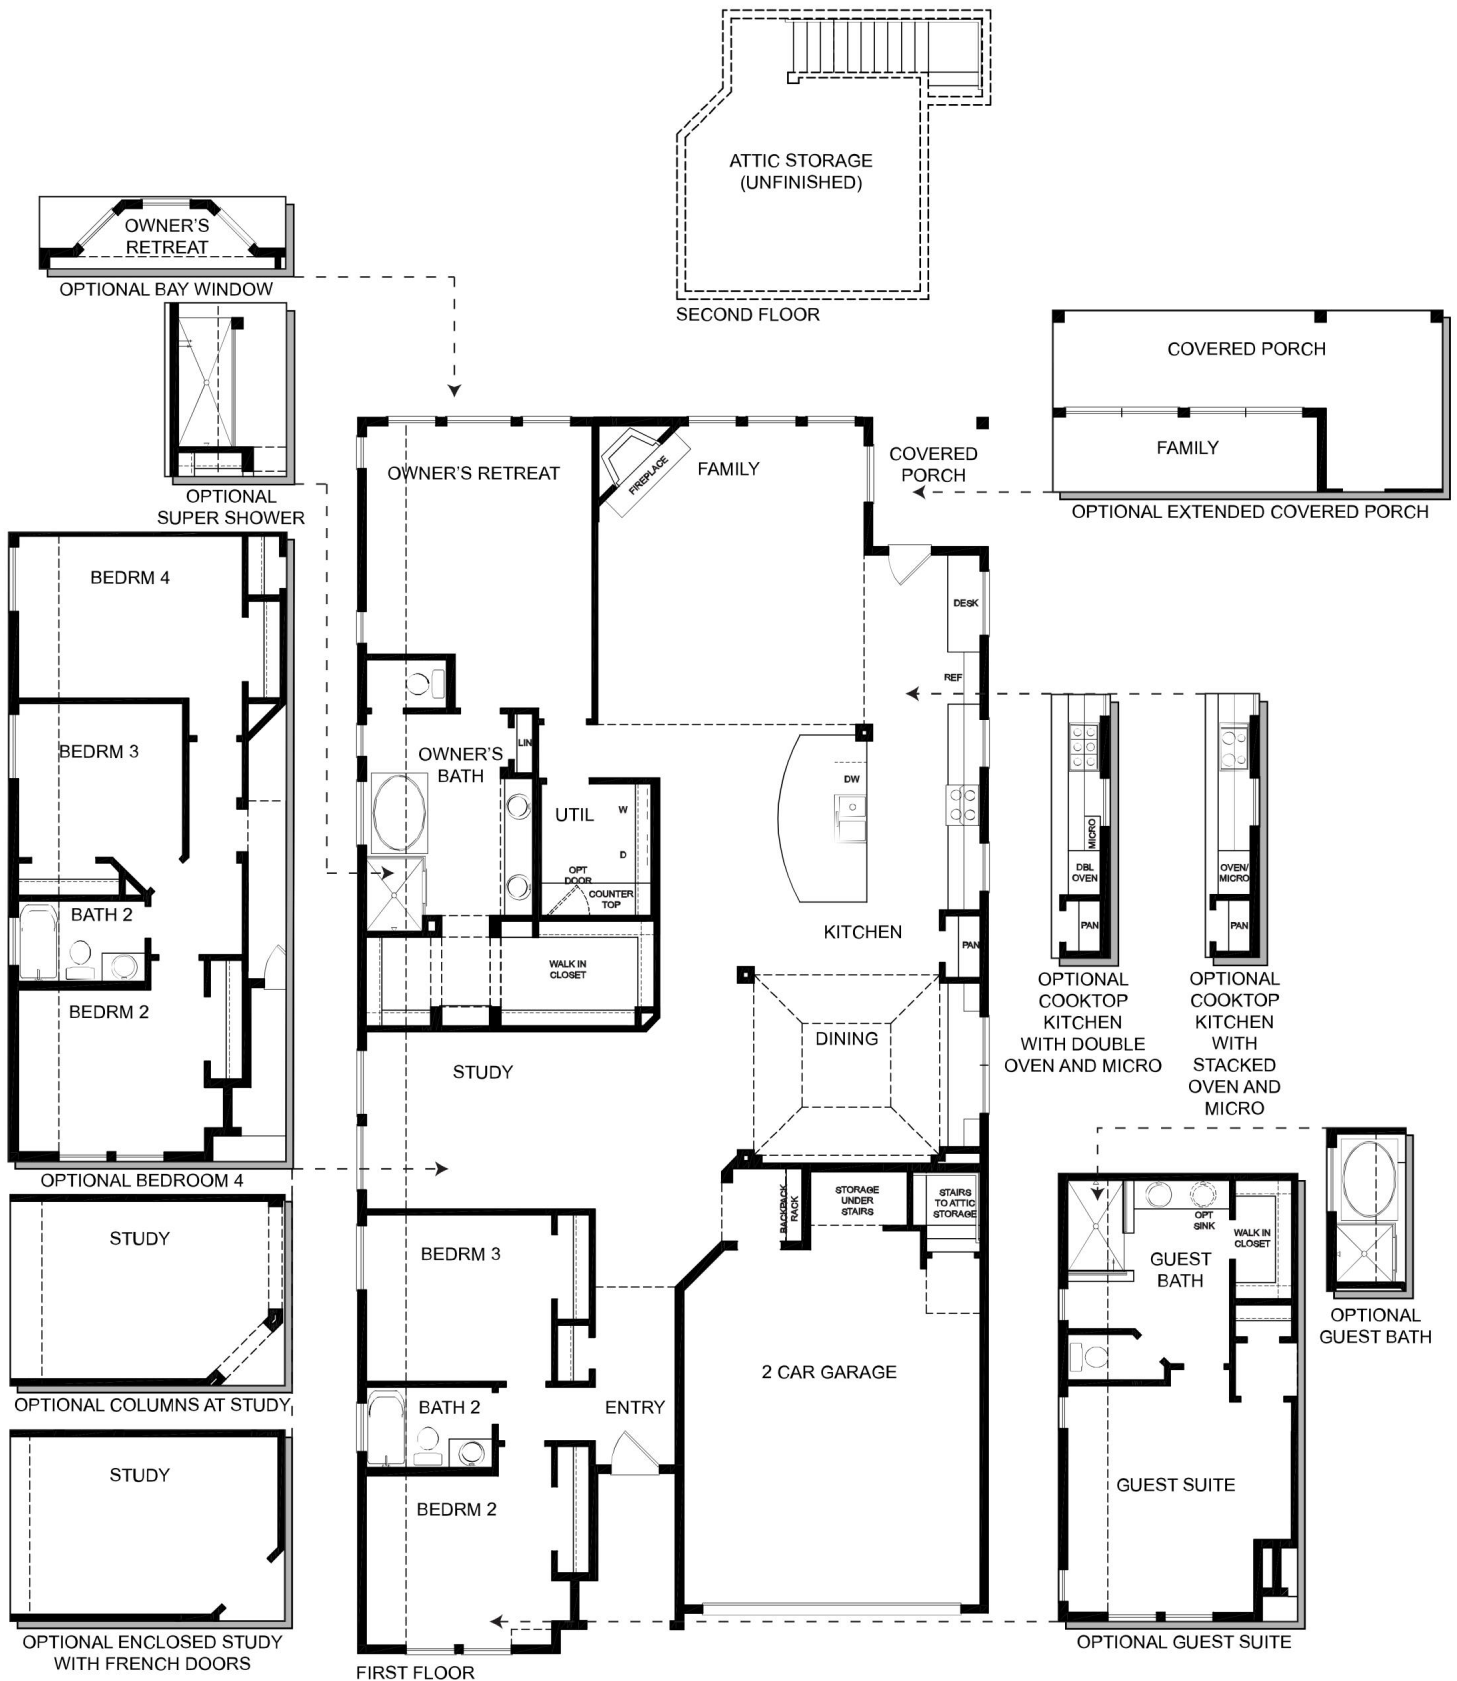 ATTIC STORAGE
(UNFINISHED)
SECOND FLOOR
OWNER'S
RETREAT
OPTIONAL BAY WINDOW
OPTIONAL
SUPER SHOWER
COVERED PORCH
FAMILY
OPTIONAL EXTENDED COVERED PORCH
OWNER'S RETREAT
FIREPLACE
FAMILY
COVERED
PORCH
DESK
REF
BEDRM 4
BEDRM 3
BATH 2
BEDRM 2
OPTIONAL BEDROOM 4
OWNER'S
BATH
LIN
UTIL
W
D
OPT
DOOR
COUNTER
TOP
DW
KITCHEN
PAN
WALK IN
CLOSET
MICRO
DBL
OVEN
PAN
OPTIONAL
COOKTOP
KITCHEN
WITH DOUBLE
OVEN AND MICRO
OVEN/
MICRO
PAN
OPTIONAL
COOKTOP
KITCHEN
WITH
STACKED
OVEN AND
MICRO
STUDY
DINING
BACKPACK
RACK
STORAGE
UNDER
STAIRS
STAIRS
TO ATTIC
STORAGE
STUDY
OPTIONAL COLUMNS AT STUDY
STUDY
OPTIONAL ENCLOSED STUDY
WITH FRENCH DOORS
BEDRM 3
BATH 2
ENTRY
BEDRM 2
2 CAR GARAGE
FIRST FLOOR
OPT
SINK
WALK IN
CLOSET
GUEST
BATH
GUEST SUITE
OPTIONAL GUEST SUITE
OPTIONAL
GUEST BATH